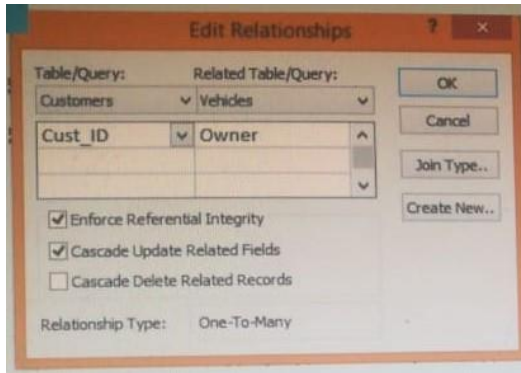 Edit Relationships ? ×
Table/Query: Related Table/Query:
Customers Vehicles
Cust_ID Owner
OK
Cancel
Join Type..
Create New..
Enforce Referential Integrity
Cascade Update Related Fields
Cascade Delete Related Records
Relationship Type: One-To-Many